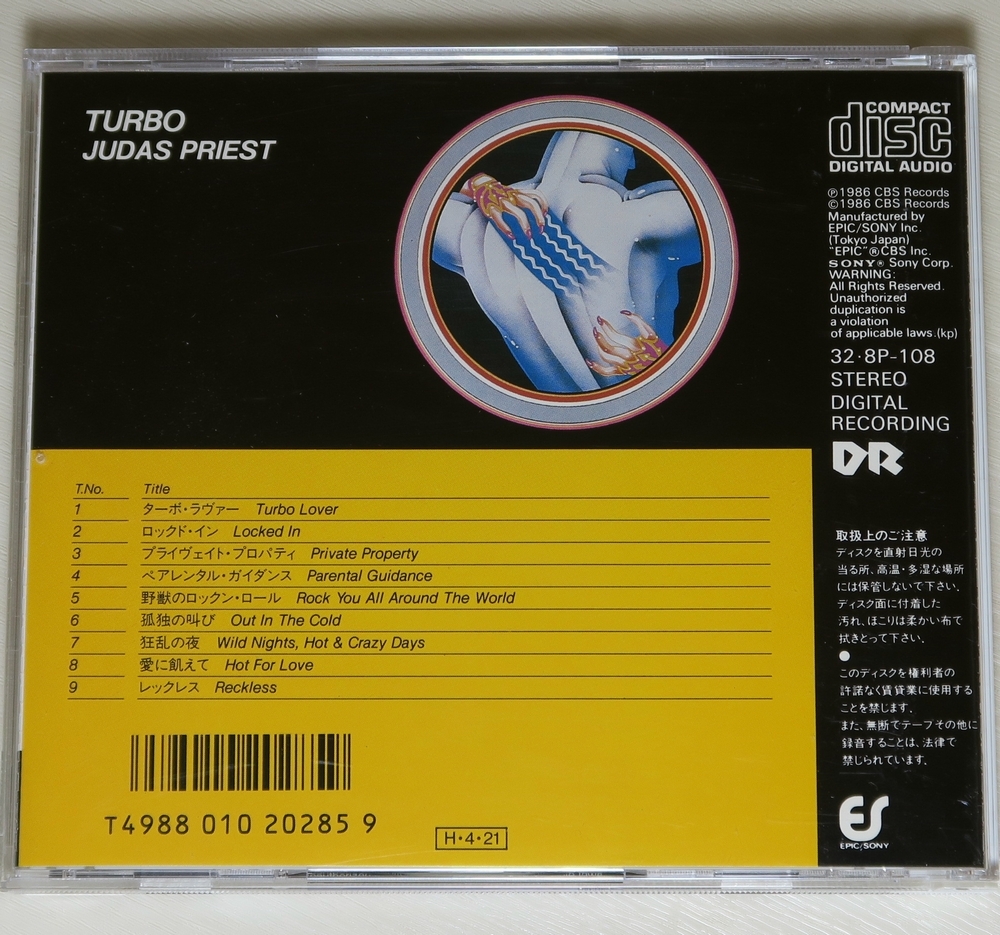 TURBO
JUDAS PRIEST
COMPACT
disc
DIGITAL AUDIO
℗1986 CBS Records
©1986 CBS Records
Manufactured by
EPIC/SONY Inc.
(Tokyo Japan)
"EPIC"®CBS Inc.
SONY® Sony Corp.
WARNING:
All Rights Reserved.
Unauthorized
duplication is
a violation
of applicable laws.(kp)
32・8P-108
STEREO
DIGITAL
RECORDING
DR
T.No. Title
1 ターボ・ラヴァー Turbo Lover
2 ロックド・イン Locked In
3 プライヴェイト・プロパティ Private Property
4 ペアレンタル・ガイダンス Parental Guidance
5 野獣のロックン・ロール Rock You All Around The World
6 孤独の叫び Out In The Cold
7 狂乱の夜 Wild Nights, Hot & Crazy Days
8 愛に飢えて Hot For Love
9 レックレス Reckless
T4988 010 20285 9
H・4・21
取扱上のご注意
ディスクを直射日光の
当る所、高温・多湿な場所
には保管しないで下さい。
ディスク面に付着した
汚れ、ほこりは柔かい布で
拭きとって下さい。
●
このディスクを権利者の
許諾なく賃貸業に使用する
ことを禁じます。
また、無断でテープその他に
録音することは、法律で
禁じられています。
ES
EPIC/SONY